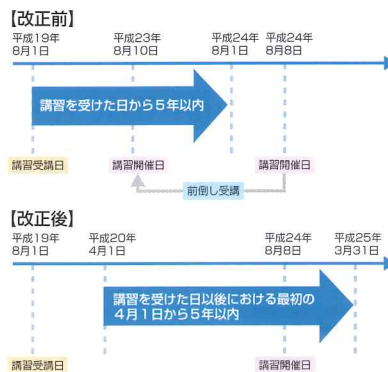 【改正前】
平成19年 平成23年 平成24年 平成24年
8月1日 8月10日 8月1日 8月8日
講習を受けた日から5年以内
講習受講日 講習開催日 講習開催日
前倒し受講
【改正後】
平成19年 平成20年 平成24年 平成25年
8月1日 4月1日 8月8日 3月31日
講習を受けた日以後における最初の
4月1日から5年以内
講習受講日 講習開催日